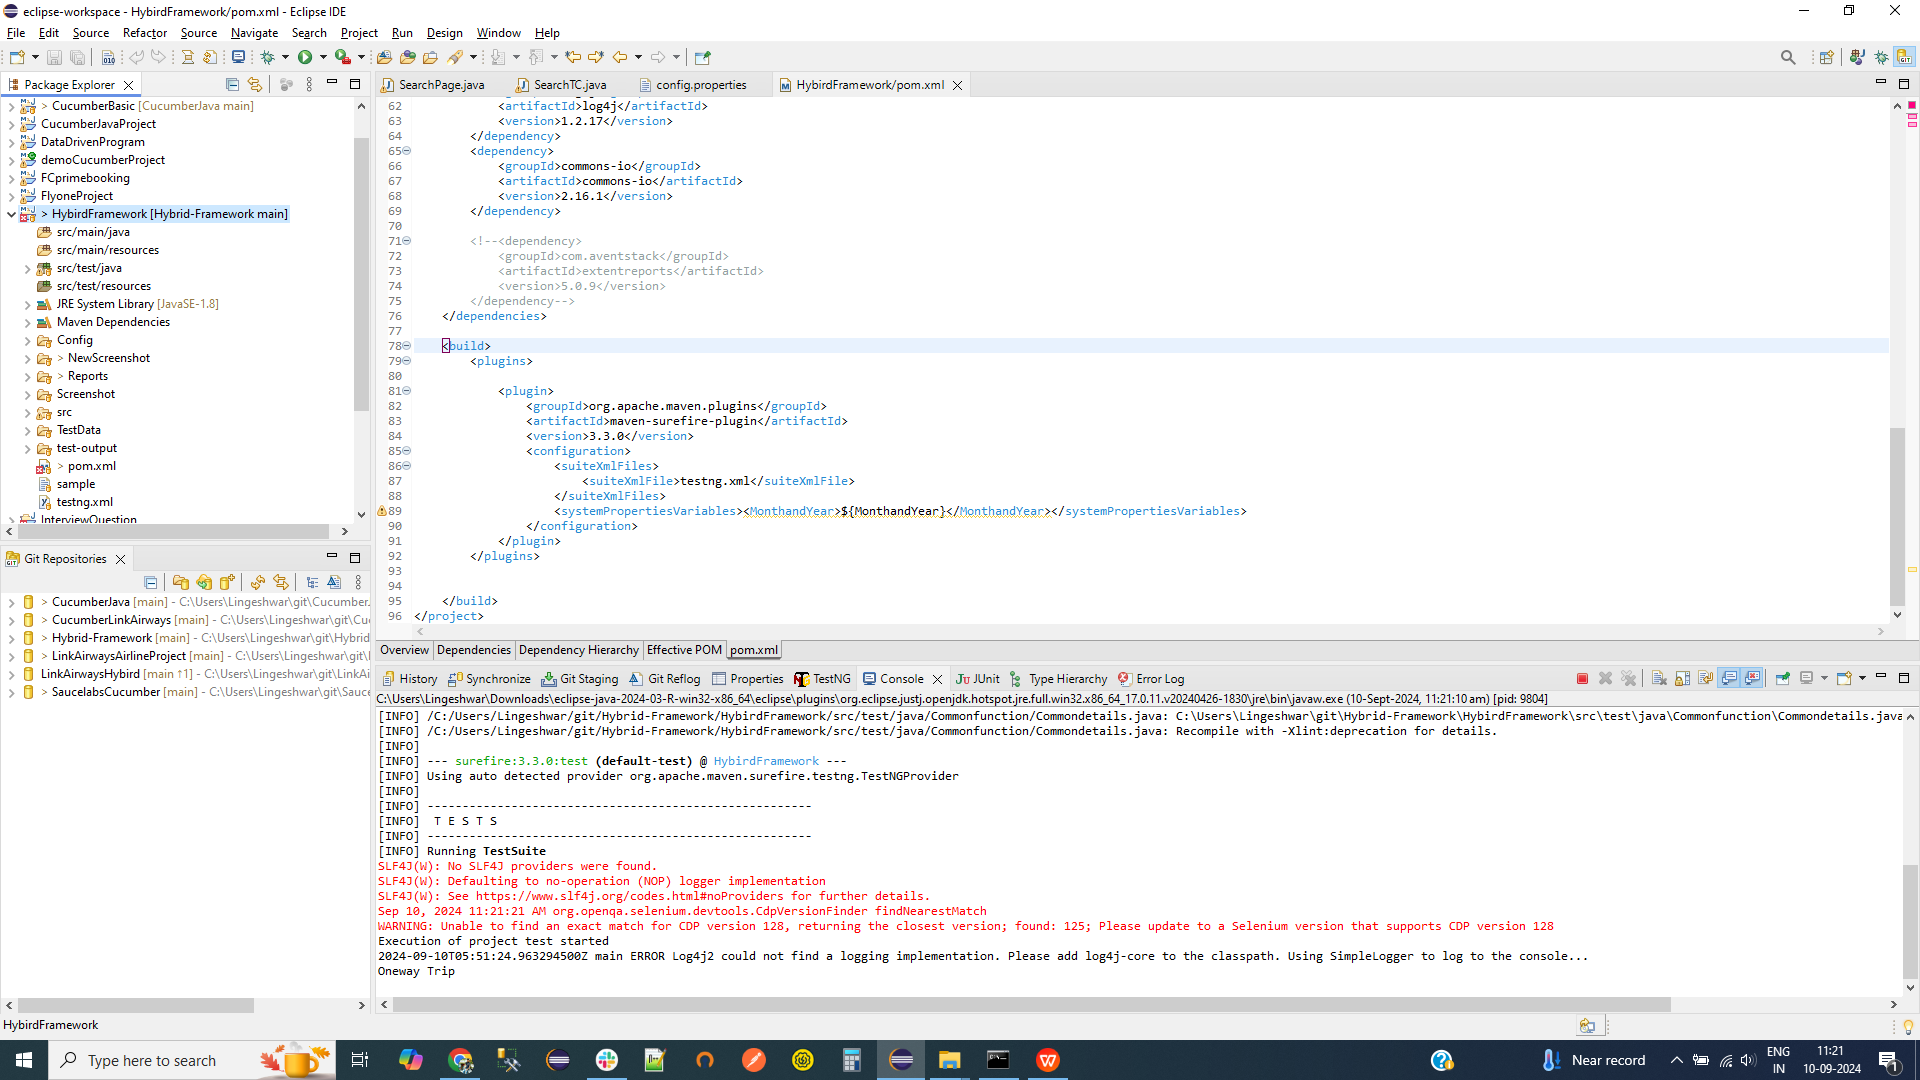 eclipse-workspace - HybirdFramework/pom.xml - Eclipse IDE
File Edit Source Refactor Source Navigate Search Project Run Design Window Help
Package Explorer
> CucumberBasic [CucumberJava main]
CucumberJavaProject
DataDrivenProgram
demoCucumberProject
FCprimebooking
FlyoneProject
> HybirdFramework [Hybrid-Framework main]
src/main/java
src/main/resources
src/test/java
src/test/resources
JRE System Library [JavaSE-1.8]
Maven Dependencies
Config
> NewScreenshot
> Reports
Screenshot
src
TestData
test-output
> pom.xml
sample
testng.xml
InterviewQuestion
Git Repositories
> CucumberJava [main] - C:\Users\Lingeshwar\git\Cucumber
> CucumberLinkAirways [main] - C:\Users\Lingeshwar\git\Cu
> Hybrid-Framework [main] - C:\Users\Lingeshwar\git\Hybrid
> LinkAirwaysAirlineProject [main] - C:\Users\Lingeshwar\git\
LinkAirwaysHybird [main ↑1] - C:\Users\Lingeshwar\git\LinkAi
> SaucelabsCucumber [main] - C:\Users\Lingeshwar\git\Sauce
SearchPage.java SearchTC.java config.properties HybirdFramework/pom.xml
62 <artifactId>log4j</artifactId>
63 <version>1.2.17</version>
64 </dependency>
65 <dependency>
66 <groupId>commons-io</groupId>
67 <artifactId>commons-io</artifactId>
68 <version>2.16.1</version>
69 </dependency>
70
71 <!--<dependency>
72 <groupId>com.aventstack</groupId>
73 <artifactId>extentreports</artifactId>
74 <version>5.0.9</version>
75 </dependency-->
76 </dependencies>
77
78 <build>
79 <plugins>
80
81 <plugin>
82 <groupId>org.apache.maven.plugins</groupId>
83 <artifactId>maven-surefire-plugin</artifactId>
84 <version>3.3.0</version>
85 <configuration>
86 <suiteXmlFiles>
87 <suiteXmlFile>testng.xml</suiteXmlFile>
88 </suiteXmlFiles>
89 <systemPropertiesVariables><MonthandYear>${MonthandYear}</MonthandYear></systemPropertiesVariables>
90 </configuration>
91 </plugin>
92 </plugins>
93
94
95 </build>
96 </project>
Overview Dependencies Dependency Hierarchy Effective POM pom.xml
History Synchronize Git Staging Git Reflog Properties TestNG Console JUnit Type Hierarchy Error Log
C:\Users\Lingeshwar\Downloads\eclipse-java-2024-03-R-win32-x86_64\eclipse\plugins\org.eclipse.justj.openjdk.hotspot.jre.full.win32.x86_64_17.0.11.v20240426-1830\jre\bin\javaw.exe (10-Sept-2024, 11:21:10 am) [pid: 9804]
[INFO] /C:/Users/Lingeshwar/git/Hybrid-Framework/HybirdFramework/src/test/java/Commonfunction/Commondetails.java: C:\Users\Lingeshwar\git\Hybrid-Framework\HybirdFramework\src\test\java\Commonfunction\Commondetails.java
[INFO] /C:/Users/Lingeshwar/git/Hybrid-Framework/HybirdFramework/src/test/java/Commonfunction/Commondetails.java: Recompile with -Xlint:deprecation for details.
[INFO]
[INFO] --- surefire:3.3.0:test (default-test) @ HybirdFramework ---
[INFO] Using auto detected provider org.apache.maven.surefire.testng.TestNGProvider
[INFO]
[INFO] -------------------------------------------------------
[INFO] T E S T S
[INFO] -------------------------------------------------------
[INFO] Running TestSuite
SLF4J(W): No SLF4J providers were found.
SLF4J(W): Defaulting to no-operation (NOP) logger implementation
SLF4J(W): See https://www.slf4j.org/codes.html#noProviders for further details.
Sep 10, 2024 11:21:21 AM org.openqa.selenium.devtools.CdpVersionFinder findNearestMatch
WARNING: Unable to find an exact match for CDP version 128, returning the closest version; found: 125; Please update to a Selenium version that supports CDP version 128
Execution of project test started
2024-09-10T05:51:24.963294500Z main ERROR Log4j2 could not find a logging implementation. Please add log4j-core to the classpath. Using SimpleLogger to log to the console...
Oneway Trip
HybirdFramework
Type here to search
Near record
ENG
IN
11:21
10-09-2024
1